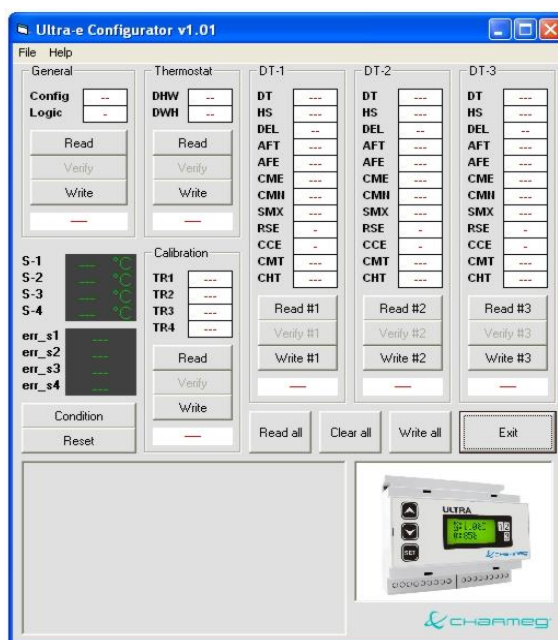 Ultra-e Configurator v1.01
File Help
General
Config --
Logic -
Read
Verify
Write
---
Thermostat
DHW --
DWH --
Read
Verify
Write
---
DT-1
DT ---
HS ---
DEL --
AFT ---
AFE ---
CME ---
CMN ---
SMX ---
RSE -
CCE -
CMT ---
CHT ---
Read #1
Verify #1
Write #1
---
DT-2
DT ---
HS ---
DEL --
AFT ---
AFE ---
CME ---
CMN ---
SMX ---
RSE -
CCE -
CMT ---
CHT ---
Read #2
Verify #2
Write #2
---
DT-3
DT ---
HS ---
DEL --
AFT ---
AFE ---
CME ---
CMN ---
SMX ---
RSE -
CCE -
CMT ---
CHT ---
Read #3
Verify #3
Write #3
---
S-1 --- °C
S-2 --- °C
S-3 --- °C
S-4 --- °C
err_s1 ---
err_s2 ---
err_s3 ---
err_s4 ---
Condition
Reset
Calibration
TR1 ---
TR2 ---
TR3 ---
TR4 ---
Read
Verify
Write
---
Read all
Clear all
Write all
Exit
ULTRA
SET
1 2
3
CHARMEG
CHARMEG